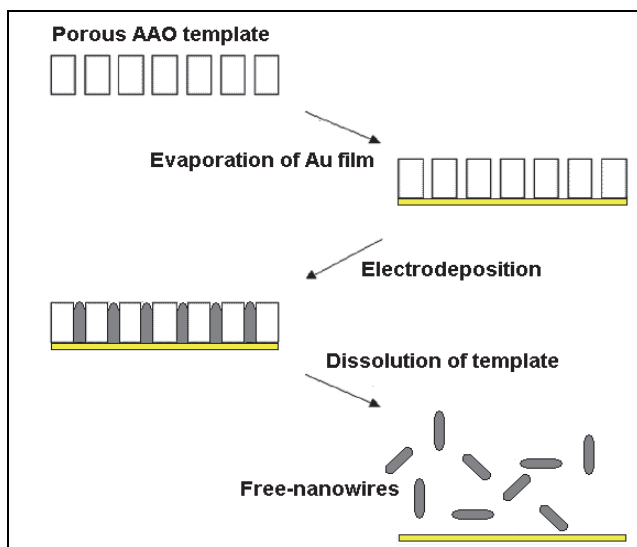 Porous AAO template
Evaporation of Au film
Electrodeposition
Dissolution of template
Free-nanowires